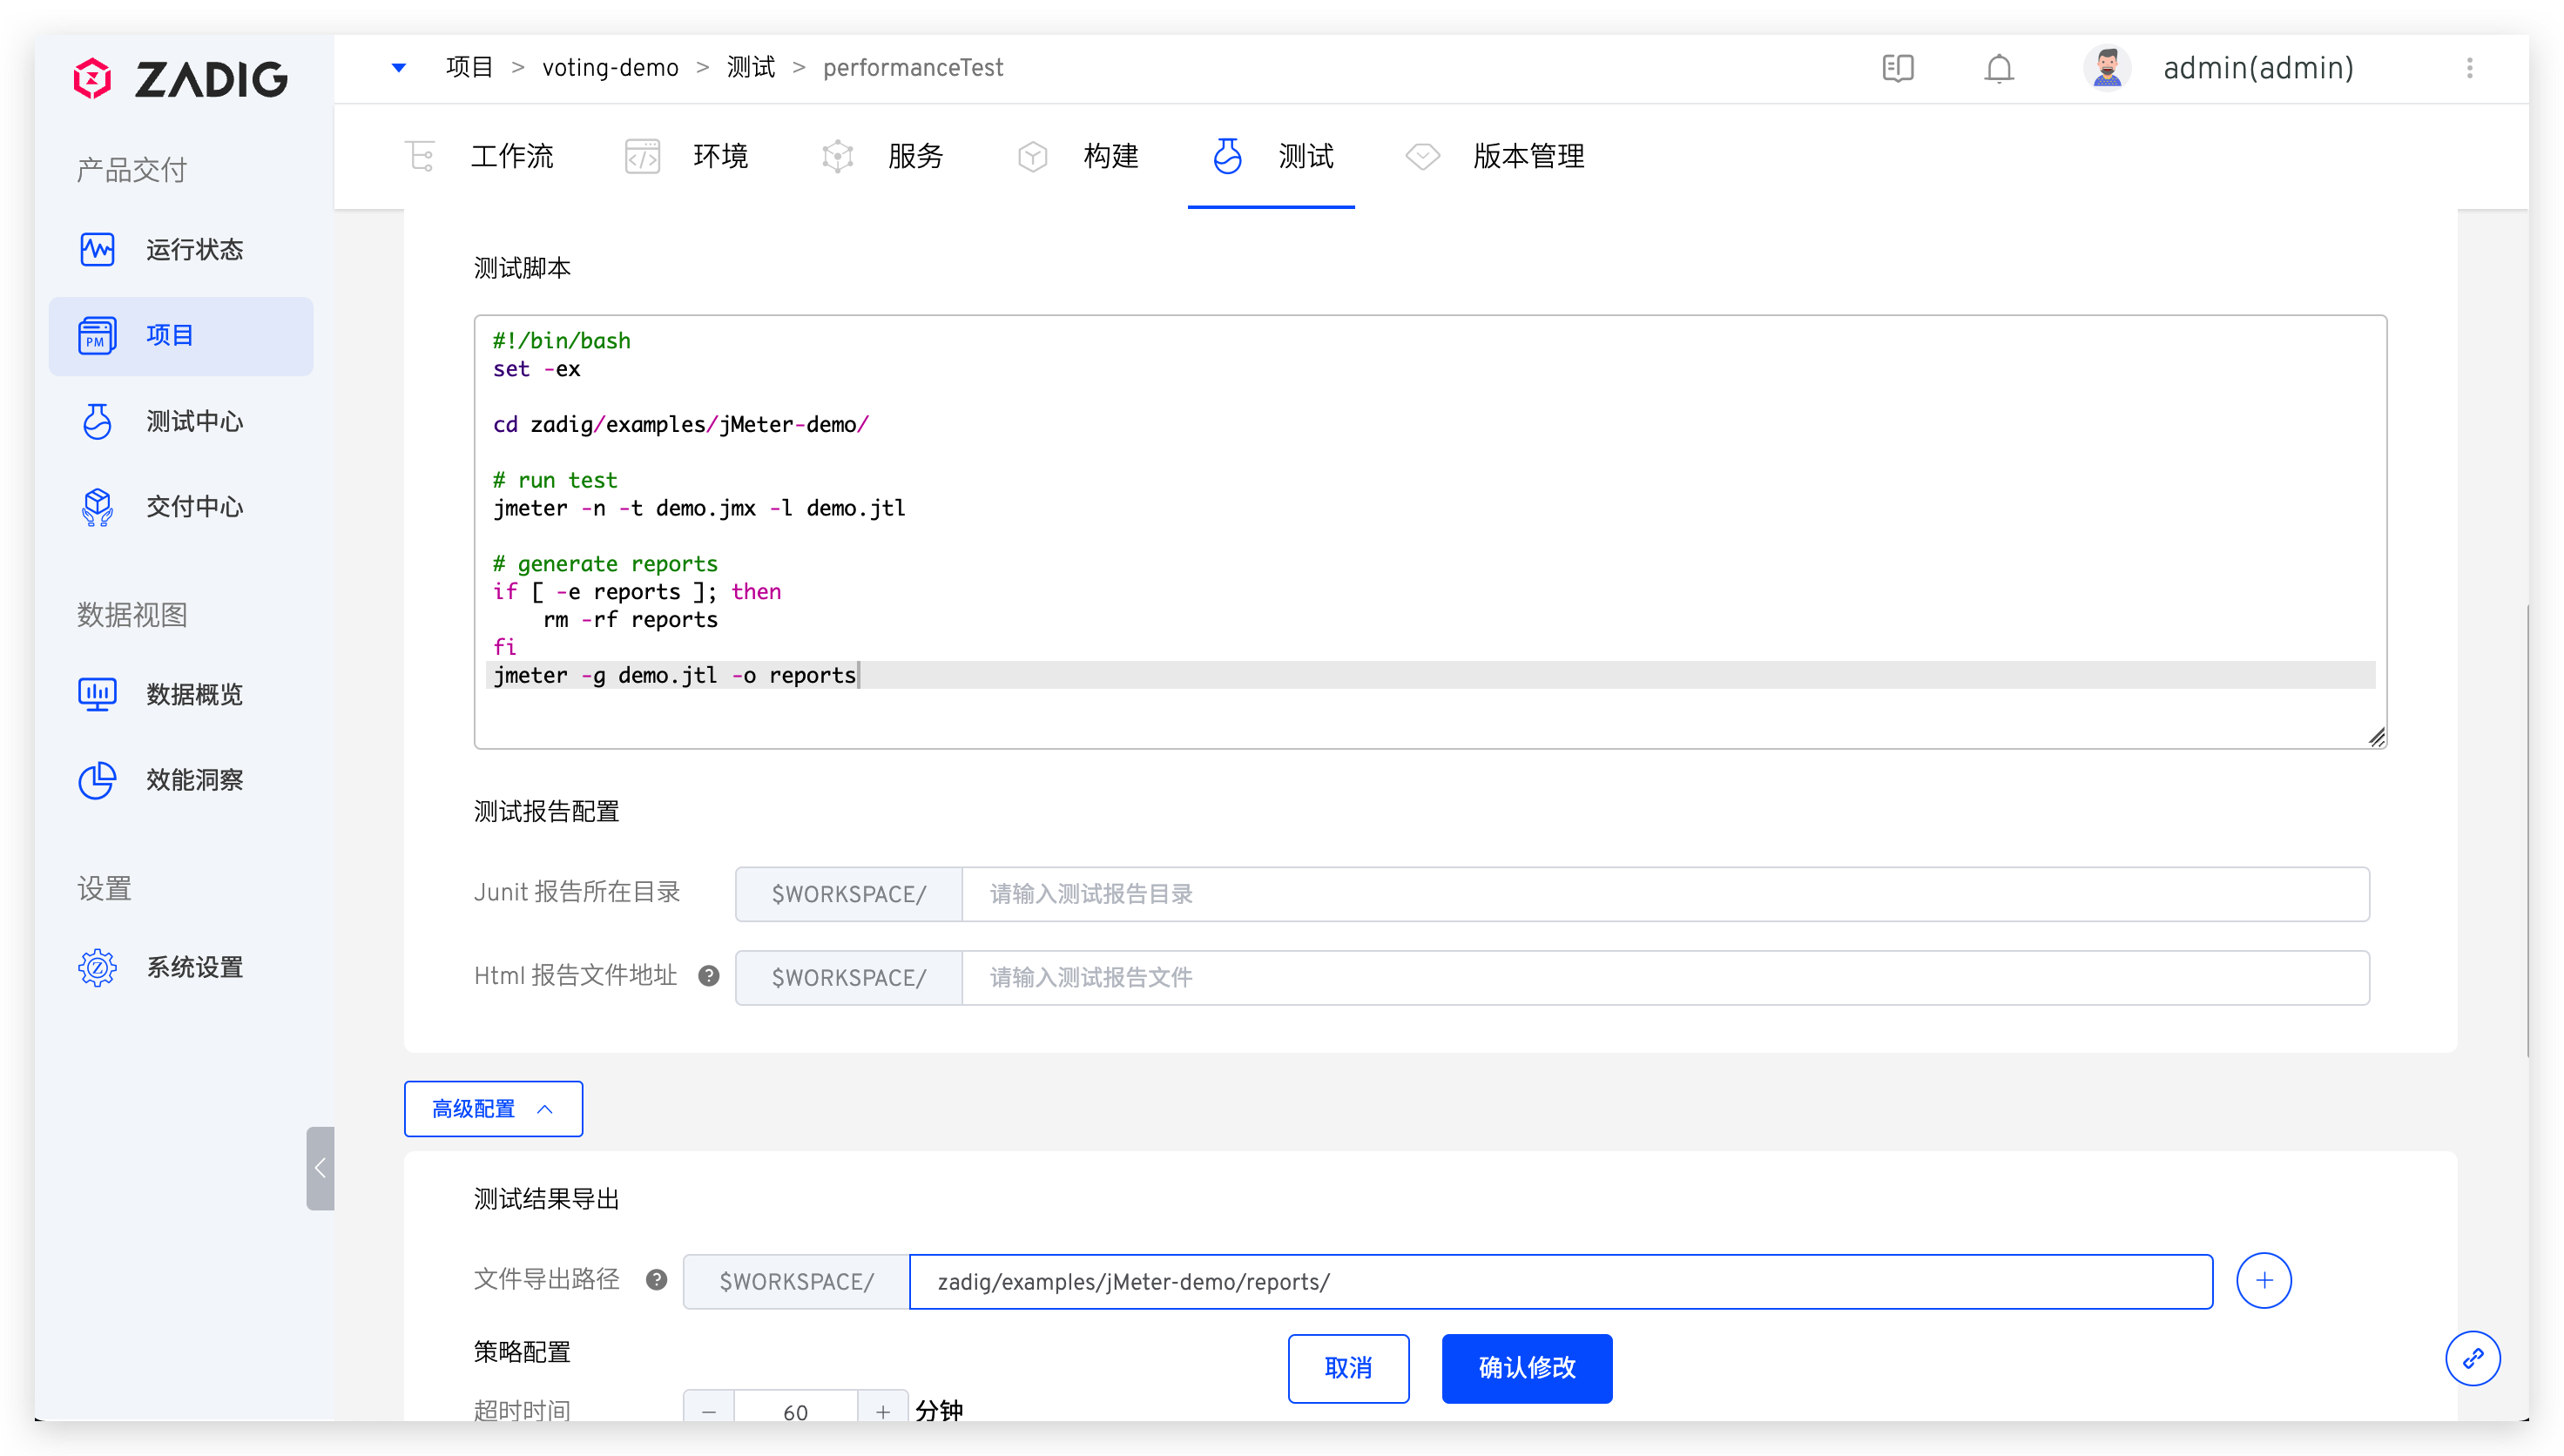 ZADIG
产品交付
运行状态
PM
项目
测试中心
交付中心
数据视图
数据概览
效能洞察
设置
系统设置
项目 > voting-demo > 测试 > performanceTest
admin(admin)
工作流
环境
服务
构建
测试
版本管理
测试脚本
#!/bin/bash
set -ex
cd zadig/examples/jMeter-demo/
# run test
jmeter -n -t demo.jmx -l demo.jtl
# generate reports
if [ -e reports ]; then
rm -rf reports
fi
jmeter -g demo.jtl -o reports
测试报告配置
Junit 报告所在目录 $WORKSPACE/ 请输入测试报告目录
Html 报告文件地址 ? $WORKSPACE/ 请输入测试报告文件
高级配置
测试结果导出
文件导出路径 ? $WORKSPACE/ zadig/examples/jMeter-demo/reports/ +
策略配置
取消
确认修改
超时时间 − 60 + 分钟